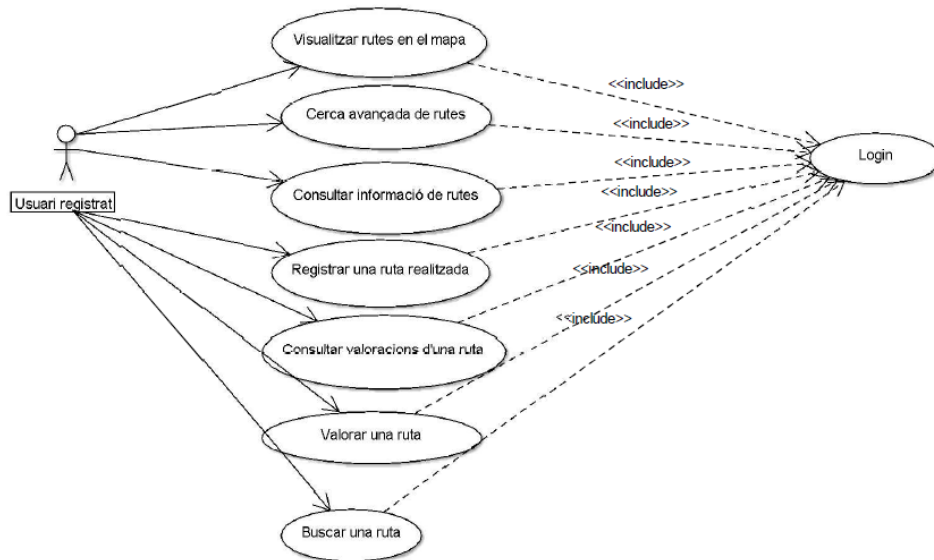 Visualitzar rutes en el mapa
<<include>>
Cerca avançada de rutes
<<include>>
Login
<<include>>
Usuari registrat
Consultar informació de rutes
<<include>>
Registrar una ruta realitzada
<<include>>
<<include>>
Consultar valoracions d'una ruta
Valorar una ruta
Buscar una ruta